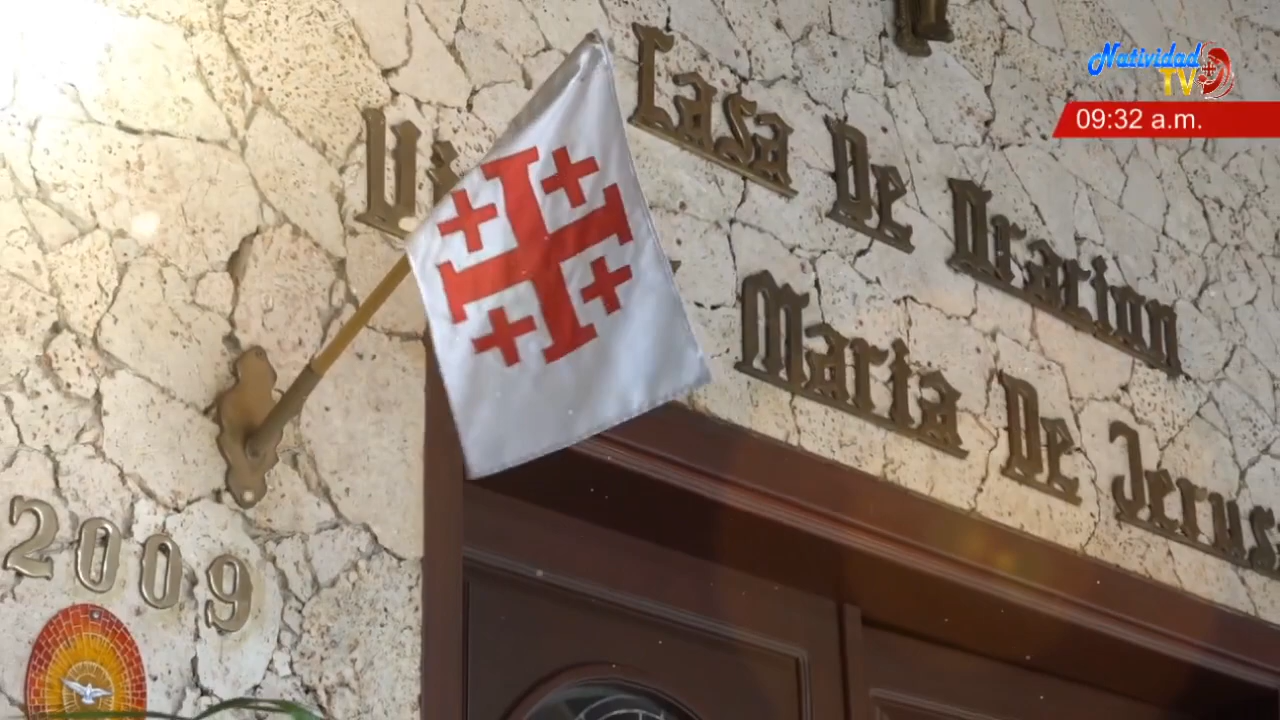 Natividad
TV
09:32 a.m.
Casa De Oracion
Maria De
2009